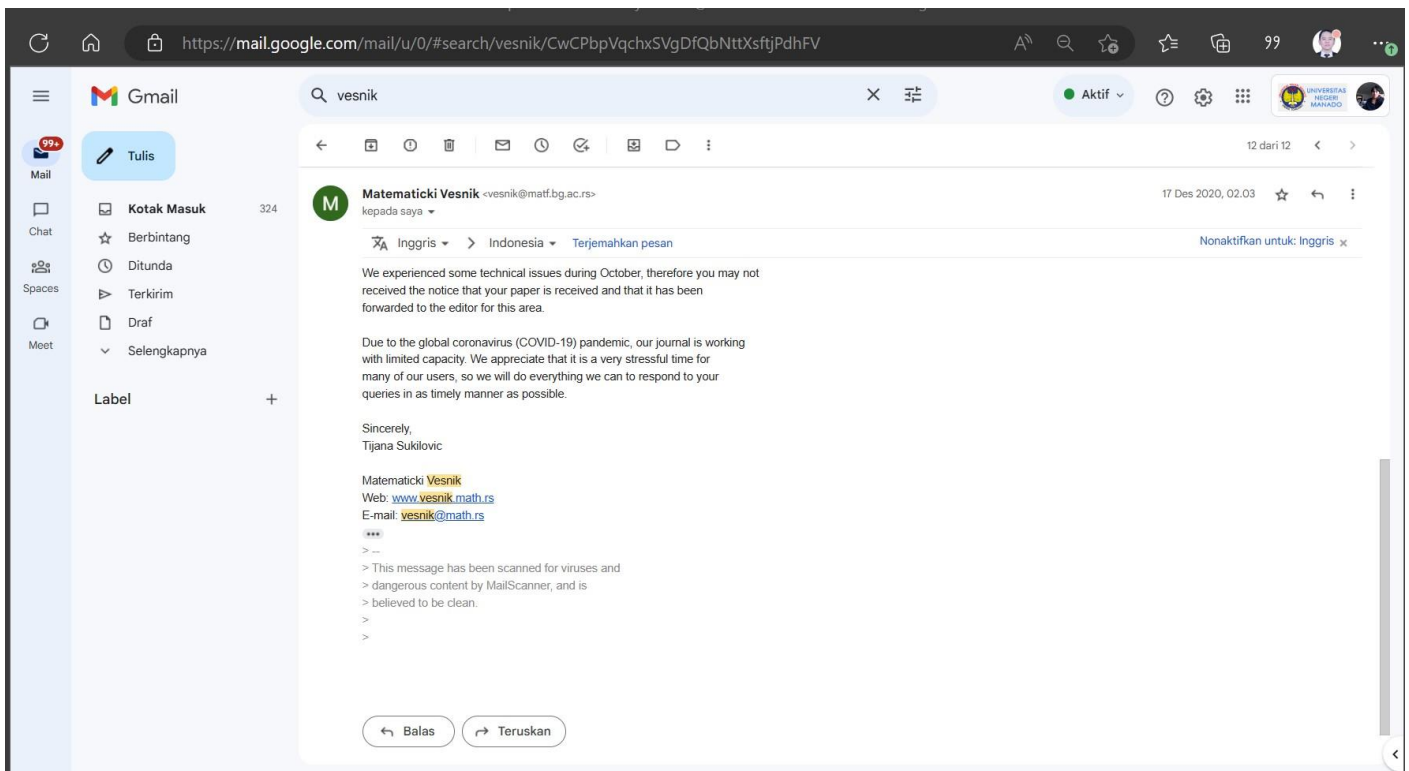 https://mail.google.com/mail/u/0/#search/vesnik/CwCPbpVqchxSVgDfQbNttXsftjPdhFV
99
Gmail
vesnik
Aktif
UNIVERSITAS
NEGERI
MANADO
99+
Mail
Chat
Spaces
Meet
Tulis
Kotak Masuk 324
Berbintang
Ditunda
Terkirim
Draf
Selengkapnya
Label
12 dari 12
M
Matematicki Vesnik <vesnik@matf.bg.ac.rs>
17 Des 2020, 02.03
kepada saya
Inggris > Indonesia Terjemahkan pesan
Nonaktifkan untuk: Inggris x
We experienced some technical issues during October, therefore you may not
received the notice that your paper is received and that it has been
forwarded to the editor for this area.
Due to the global coronavirus (COVID-19) pandemic, our journal is working
with limited capacity. We appreciate that it is a very stressful time for
many of our users, so we will do everything we can to respond to your
queries in as timely manner as possible.
Sincerely,
Tijana Sukilovic
Matematicki Vesnik
Web: www.vesnik.math.rs
E-mail: vesnik@math.rs
> --
> This message has been scanned for viruses and
> dangerous content by MailScanner, and is
> believed to be clean.
>
>
Balas
Teruskan